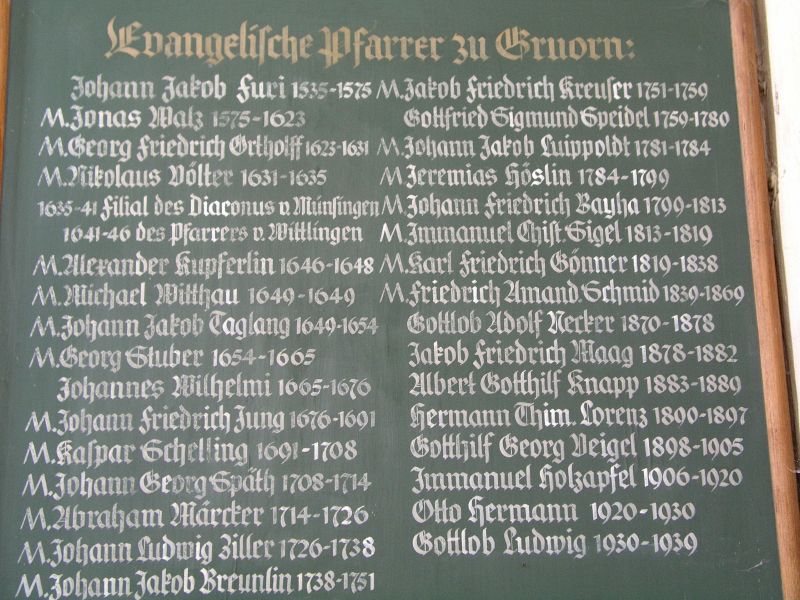 Evangelische Pfarrer zu Gruorn:
Johann Jakob Furi 1535-1575
M. Jonas Malz 1575-1623
M. Georg Friedrich Ortholff 1623-1631
M. Nikolaus Völter 1631-1635
1635-41 Filial des Diaconus v. Münsingen
1641-46 des Pfarrers v. Wittlingen
M. Alexander Kupferlin 1646-1648
M. Michael Witthau 1649-1649
M. Johann Jakob Taglang 1649-1654
M. Georg Stuber 1654-1665
Johannes Wilhelmi 1665-1676
M. Johann Friedrich Jung 1676-1691
M. Kaspar Schelling 1691-1708
M. Johann Georg Späth 1708-1714
M. Abraham Märcker 1714-1726
M. Johann Ludwig Ziller 1726-1738
M. Johann Jakob Breunlin 1738-1751
M. Jakob Friedrich Kreuser 1751-1759
Gottfried Sigmund Speidel 1759-1780
M. Johann Jakob Luippoldt 1781-1784
M. Jeremias Höslin 1784-1799
M. Johann Friedrich Bayha 1799-1813
M. Immanuel Chist Sigel 1813-1819
M. Karl Friedrich Gönner 1819-1838
M. Friedrich Amand Schmid 1839-1869
Gottlob Adolf Necker 1870-1878
Jakob Friedrich Maag 1878-1882
Albert Gotthilf Knapp 1883-1889
Hermann Thim. Lorenz 1890-1897
Gotthilf Georg Veigel 1898-1905
Immanuel Holzapfel 1906-1920
Otto Hermann 1920-1930
Gottlob Ludwig 1930-1939